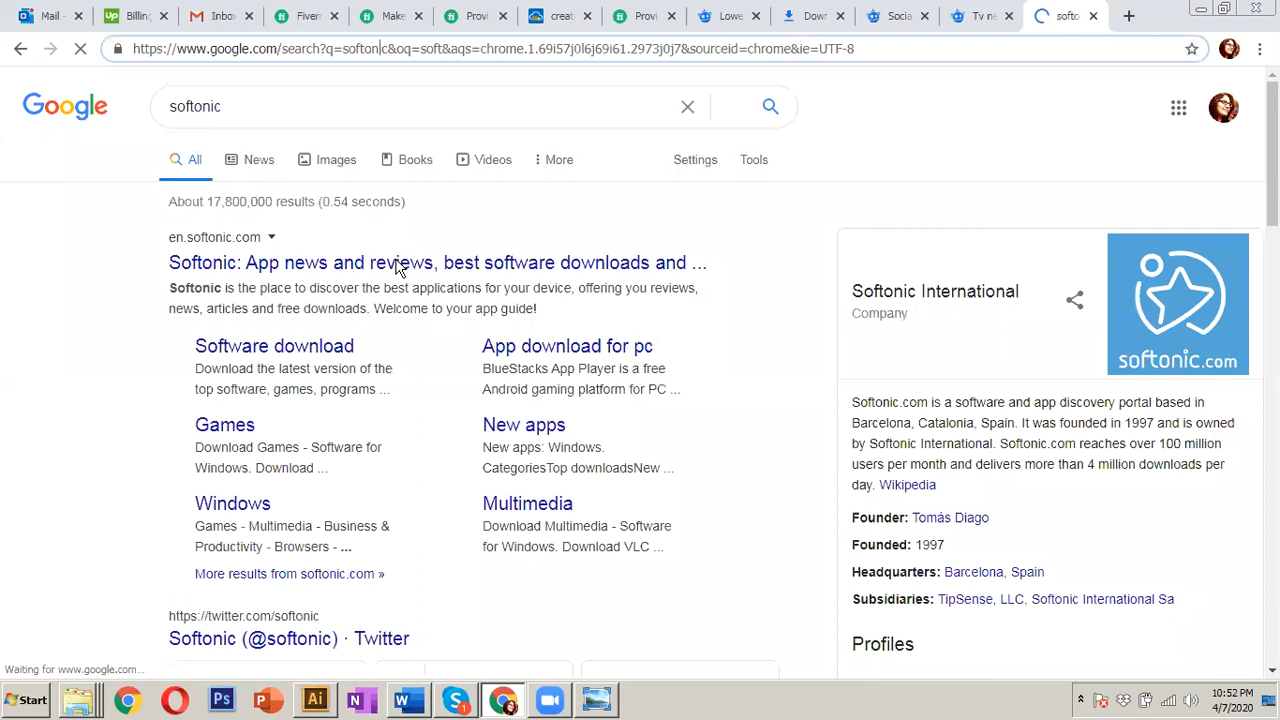 Mail
Billing
Inbo
Fiver
Make
Provi
creat
Provi
Lowe
Dowr
Socia
rv ne
softo
https://www.google.com/search?q=softonic&oq=soft&aqs=chrome.1.69i57j0l6j69i61.2973j0j7&sourceid=chrome&ie=UTF-8
Google
softonic
All
News
Images
Books
Videos
More
Settings
Tools
About 17,800,000 results (0.54 seconds)
en.softonic.com
Softonic: App news and reviews, best software downloads and ...
Softonic is the place to discover the best applications for your device, offering you reviews,
news, articles and free downloads. Welcome to your app guide!
Software download
Download the latest version of the
top software, games, programs ...
App download for pc
BlueStacks App Player is a free
Android gaming platform for PC ...
Games
Download Games - Software for
Windows. Download ...
New apps
New apps: Windows.
CategoriesTop downloadsNew ...
Windows
Games - Multimedia - Business &
Productivity - Browsers - ...
Multimedia
Download Multimedia - Software
for Windows. Download VLC ...
More results from softonic.com »
https://twitter.com/softonic
Softonic (@softonic) · Twitter
Softonic International
Company
softonic.com
Softonic.com is a software and app discovery portal based in
Barcelona, Catalonia, Spain. It was founded in 1997 and is owned
by Softonic International. Softonic.com reaches over 100 million
users per month and delivers more than 4 million downloads per
day. Wikipedia
Founder: Tomás Diago
Founded: 1997
Headquarters: Barcelona, Spain
Subsidiaries: TipSense, LLC, Softonic International Sa
Profiles
Waiting for www.google.com...
Start
Ps
Ai
1
10:52 PM
4/7/2020